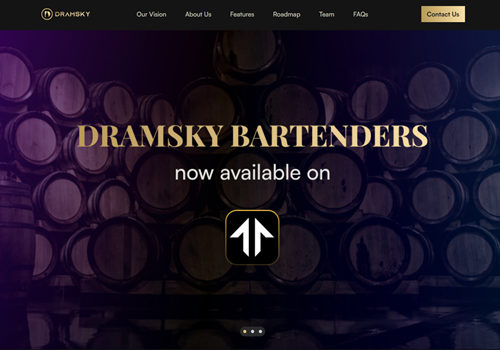 DRAMSKY
Our Vision
About Us
Features
Roadmap
Team
FAQs
Contact Us
DRAMSKY BARTENDERS
now available on